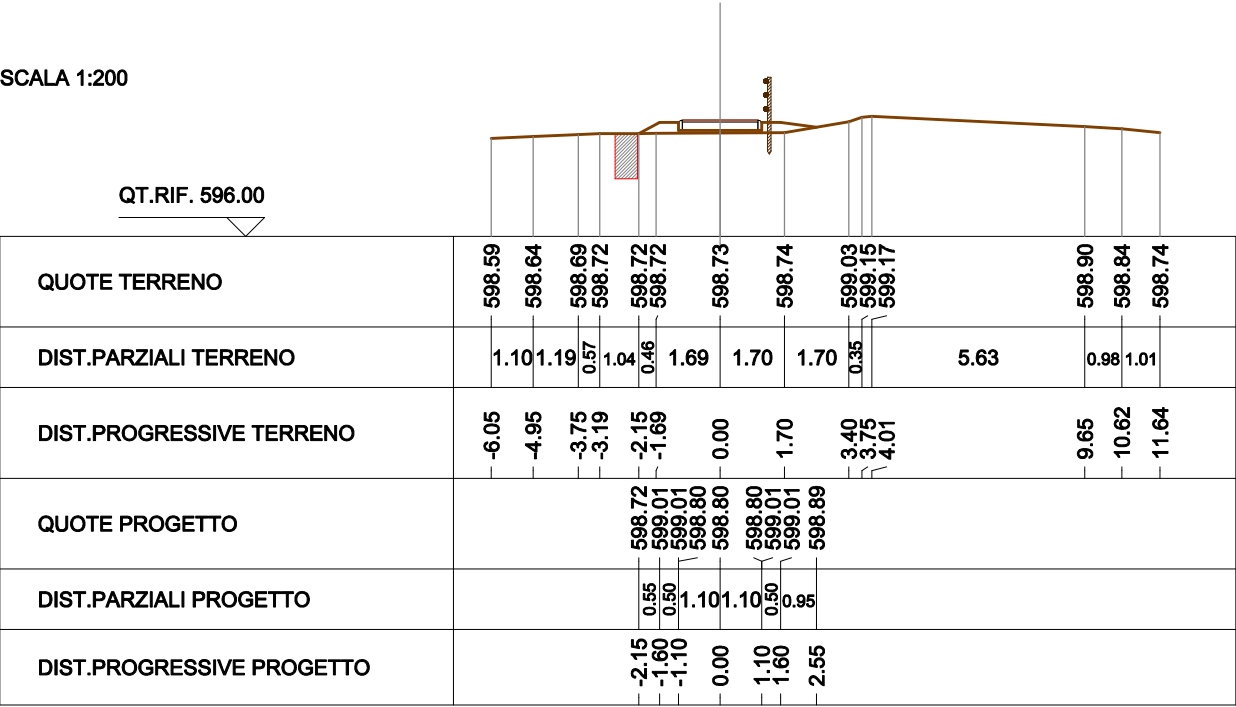 SCALA 1:200
QT.RIF. 596.00
QUOTE TERRENO 598.59 598.64 598.69 598.72 598.72 598.72 598.73 598.74 599.03 599.15 599.17 598.90 598.84 598.74
DIST.PARZIALI TERRENO 1.10 1.19 0.57 1.04 0.46 1.69 1.70 1.70 0.35 5.63 0.98 1.01
DIST.PROGRESSIVE TERRENO -6.05 -4.95 -3.75 -3.19 -2.15 -1.69 0.00 1.70 3.40 3.75 4.01 9.65 10.62 11.64
QUOTE PROGETTO 598.72 599.01 599.01 598.80 598.80 598.80 599.01 599.01 598.89
DIST.PARZIALI PROGETTO 0.55 0.50 1.10 1.10 0.50 0.95
DIST.PROGRESSIVE PROGETTO -2.15 -1.60 -1.10 0.00 1.10 1.60 2.55